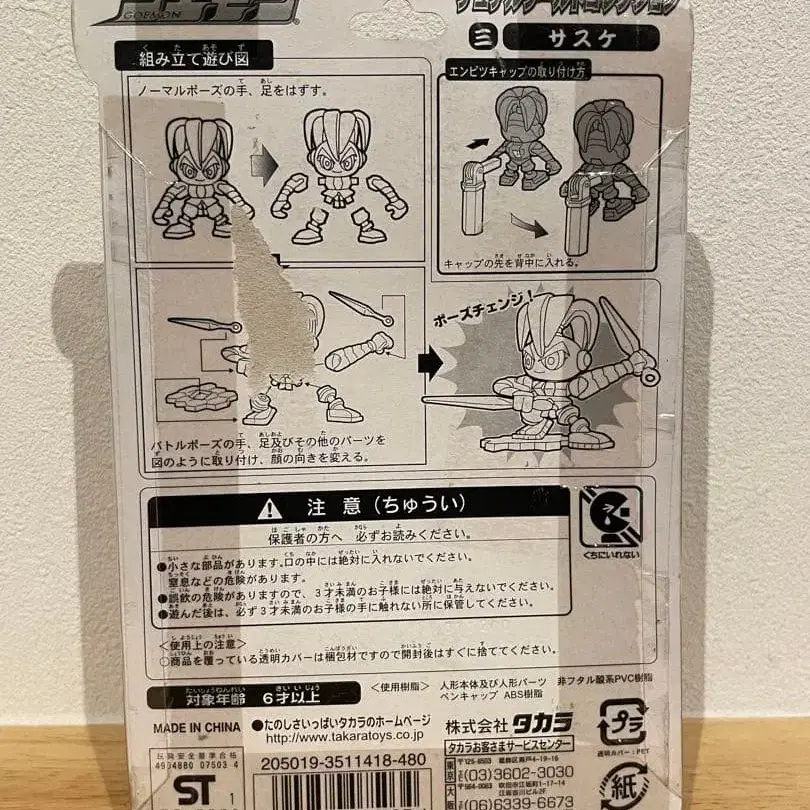 GOEMON
三 サスケ
組み立て遊び図
ノーマルポーズの手、足をはずす。
エンピツキャップの取り付け方
キャップの先を背中に入れる。
ポーズチェンジ！
バトルポーズの手、足及びその他のパーツを
図のように取り付け、顔の向きを変える。
注意（ちゅうい）
保護者の方へ 必ずお読みください。
●小さな部品があります。口の中には絶対に入れないでください。
窒息などの危険があります。
●誤飲の危険がありますので、3才未満のお子様には絶対に与えないでください。
●遊んだ後は、必ず3才未満のお子様の手に触れない所に保管してください。
くちにいれない
＜使用上の注意＞
○商品を覆っている透明カバーは梱包材ですので開封後はすぐに捨ててください。
対象年齢 6才以上
〈使用樹脂〉 人形本体及び人形パーツ 非フタル酸系PVC樹脂
ペンキャップ ABS樹脂
MADE IN CHINA
●たのしさいっぱいタカラのホームページ
http://www.takaratoys.co.jp
株式会社 タカラ
タカラお客さまサービスセンター
プラ
透明カバー：PET
玩具安全基準合格
4904880 07503 4
ST 1
205019-3511418-480
東京
(03)3602-3030
大阪
(06)6339-6673
紙